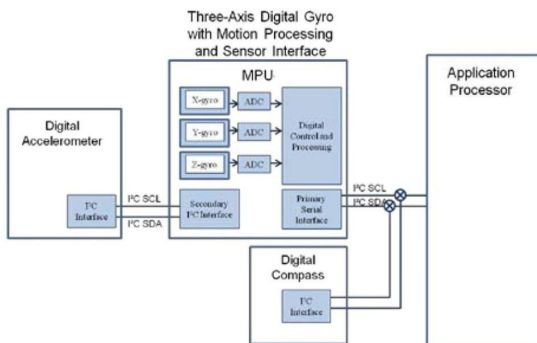 Three-Axis Digital Gyro
with Motion Processing
and Sensor Interface
MPU
Application
Processor
Digital
Accelerometer
X-gyro
ADC
Digital
Control and
Processing
Y-gyro
ADC
Z-gyro
ADC
I²C SCL
I²C SCL
I²C
Interface
Secondary
I²C Interface
Primary
Serial
Interface
I²C SDA
I²C SDA
Digital
Compass
I²C
Interface